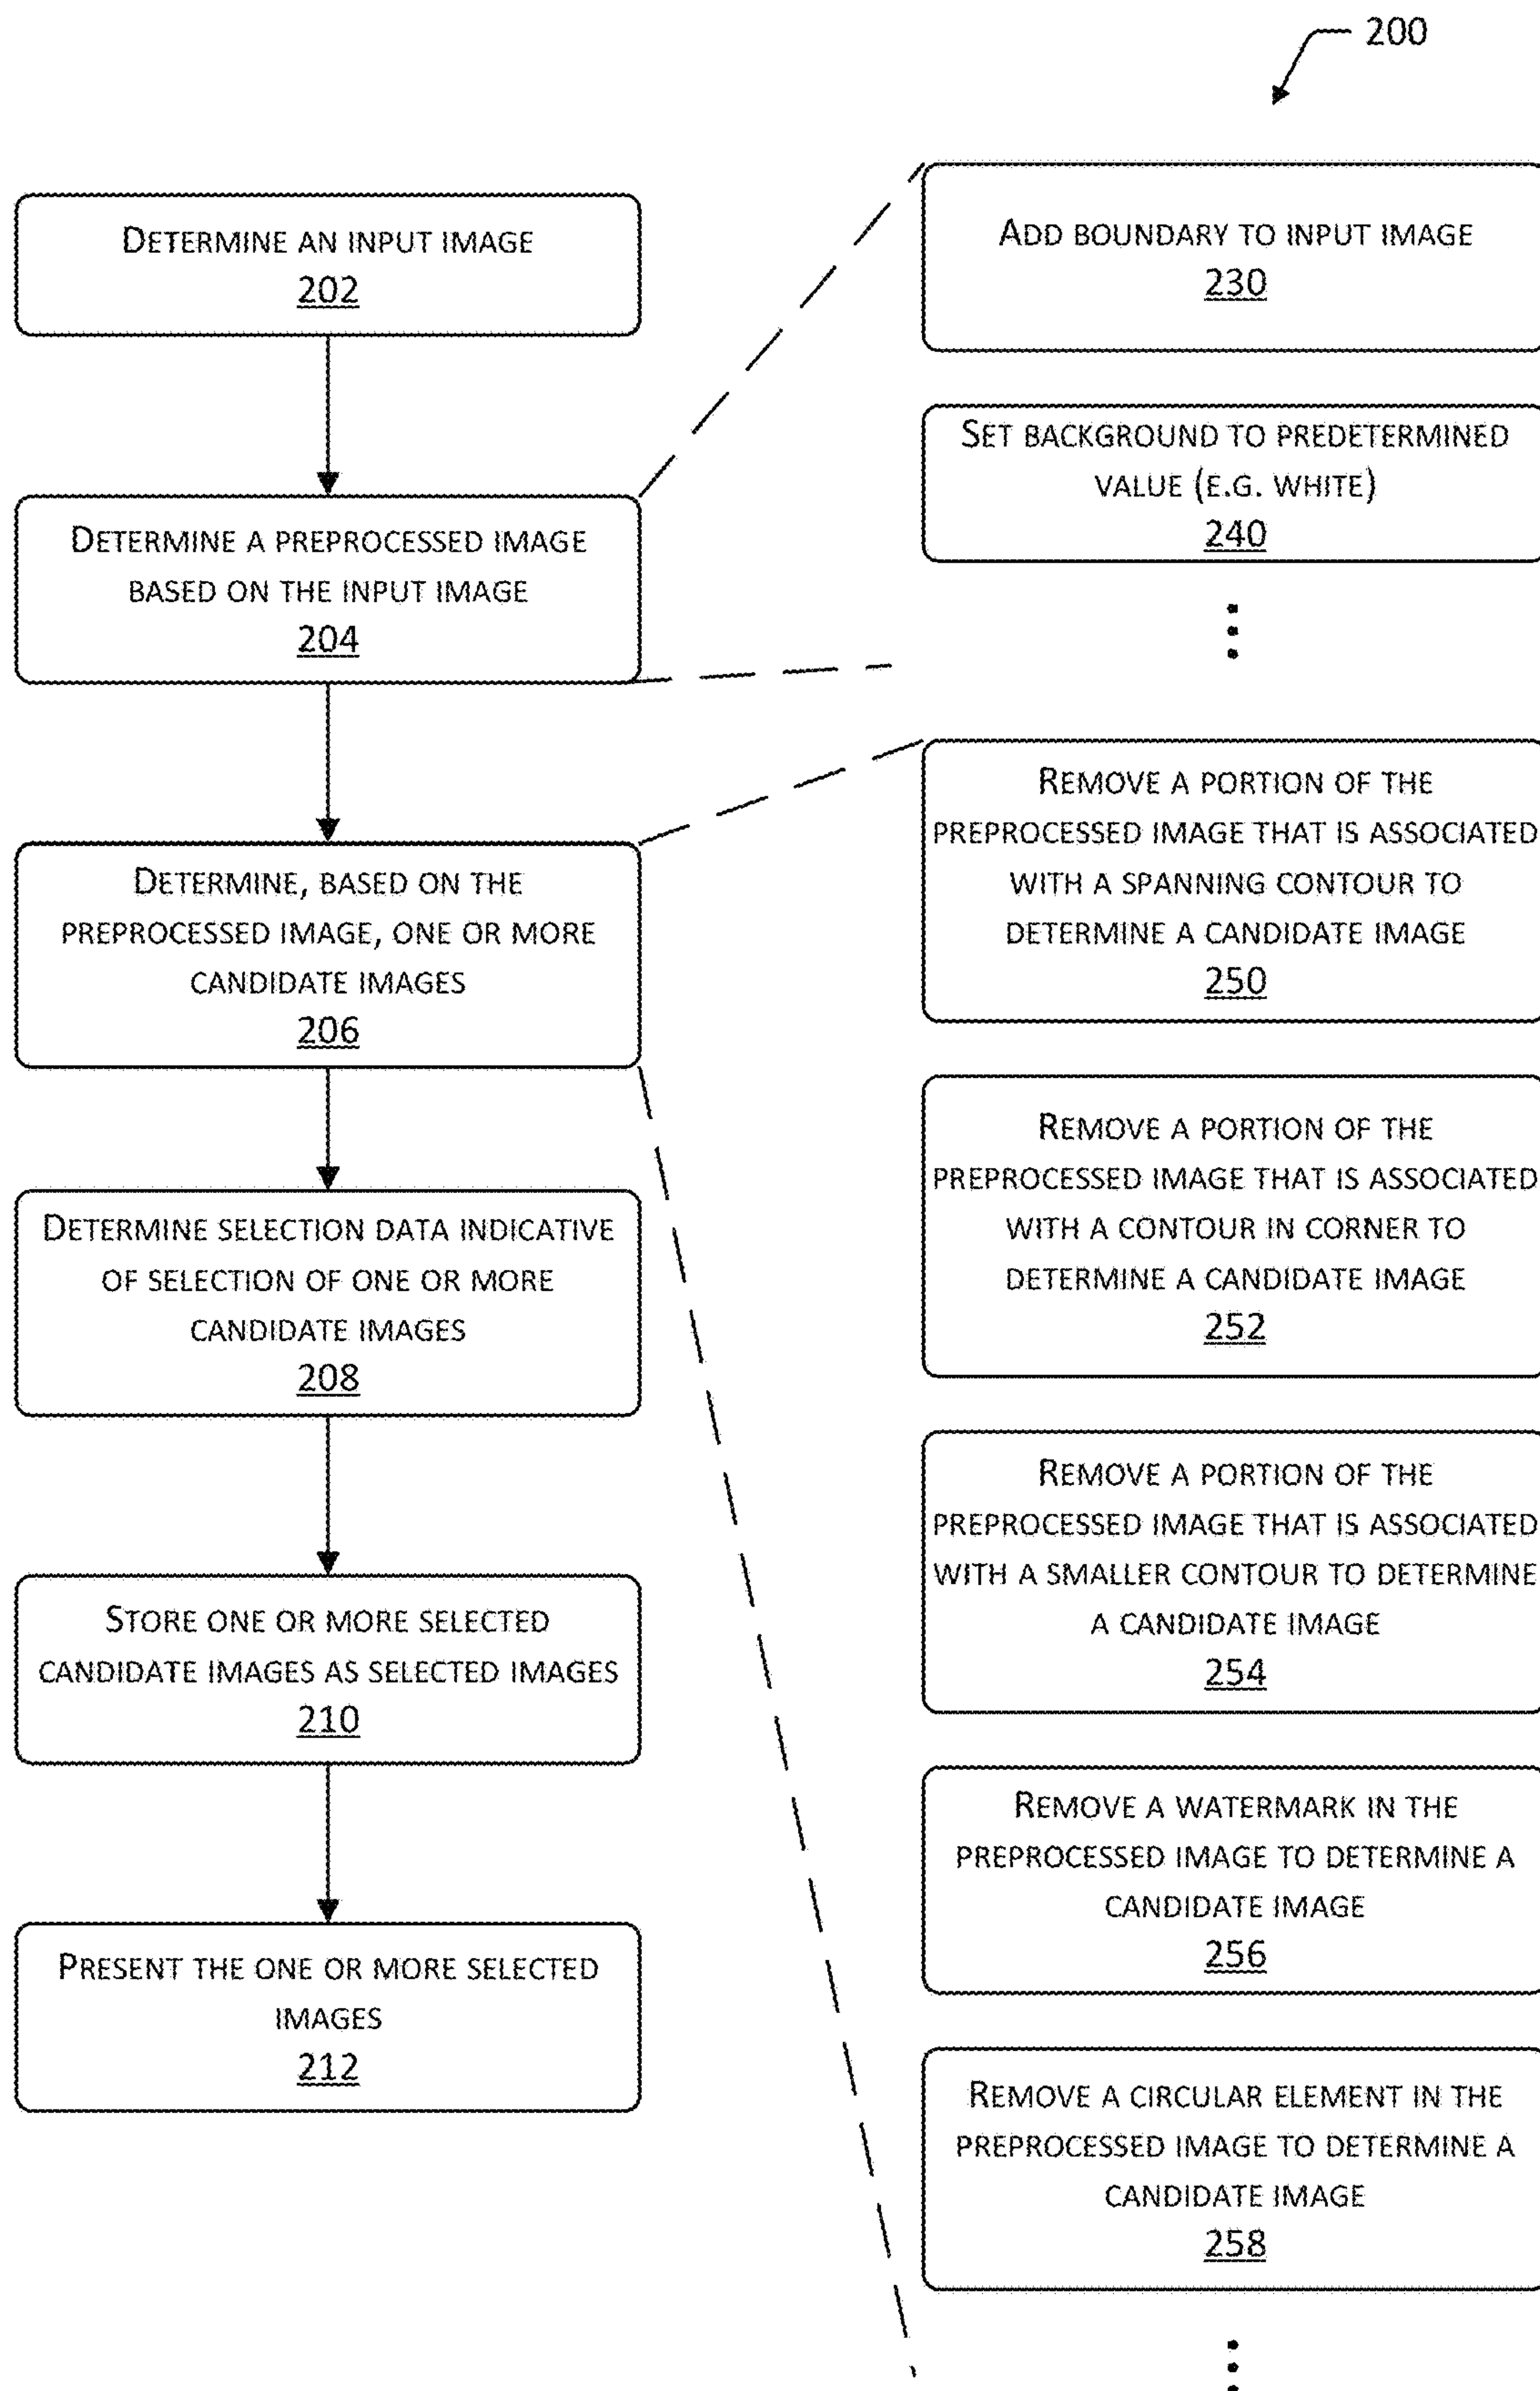 200
DETERMINE AN INPUT IMAGE
202
DETERMINE A PREPROCESSED IMAGE
BASED ON THE INPUT IMAGE
204
DETERMINE, BASED ON THE
PREPROCESSED IMAGE, ONE OR MORE
CANDIDATE IMAGES
206
DETERMINE SELECTION DATA INDICATIVE
OF SELECTION OF ONE OR MORE
CANDIDATE IMAGES
208
STORE ONE OR MORE SELECTED
CANDIDATE IMAGES AS SELECTED IMAGES
210
PRESENT THE ONE OR MORE SELECTED
IMAGES
212
ADD BOUNDARY TO INPUT IMAGE
230
SET BACKGROUND TO PREDETERMINED
VALUE (E.G. WHITE)
240
REMOVE A PORTION OF THE
PREPROCESSED IMAGE THAT IS ASSOCIATED
WITH A SPANNING CONTOUR TO
DETERMINE A CANDIDATE IMAGE
250
REMOVE A PORTION OF THE
PREPROCESSED IMAGE THAT IS ASSOCIATED
WITH A CONTOUR IN CORNER TO
DETERMINE A CANDIDATE IMAGE
252
REMOVE A PORTION OF THE
PREPROCESSED IMAGE THAT IS ASSOCIATED
WITH A SMALLER CONTOUR TO DETERMINE
A CANDIDATE IMAGE
254
REMOVE A WATERMARK IN THE
PREPROCESSED IMAGE TO DETERMINE A
CANDIDATE IMAGE
256
REMOVE A CIRCULAR ELEMENT IN THE
PREPROCESSED IMAGE TO DETERMINE A
CANDIDATE IMAGE
258